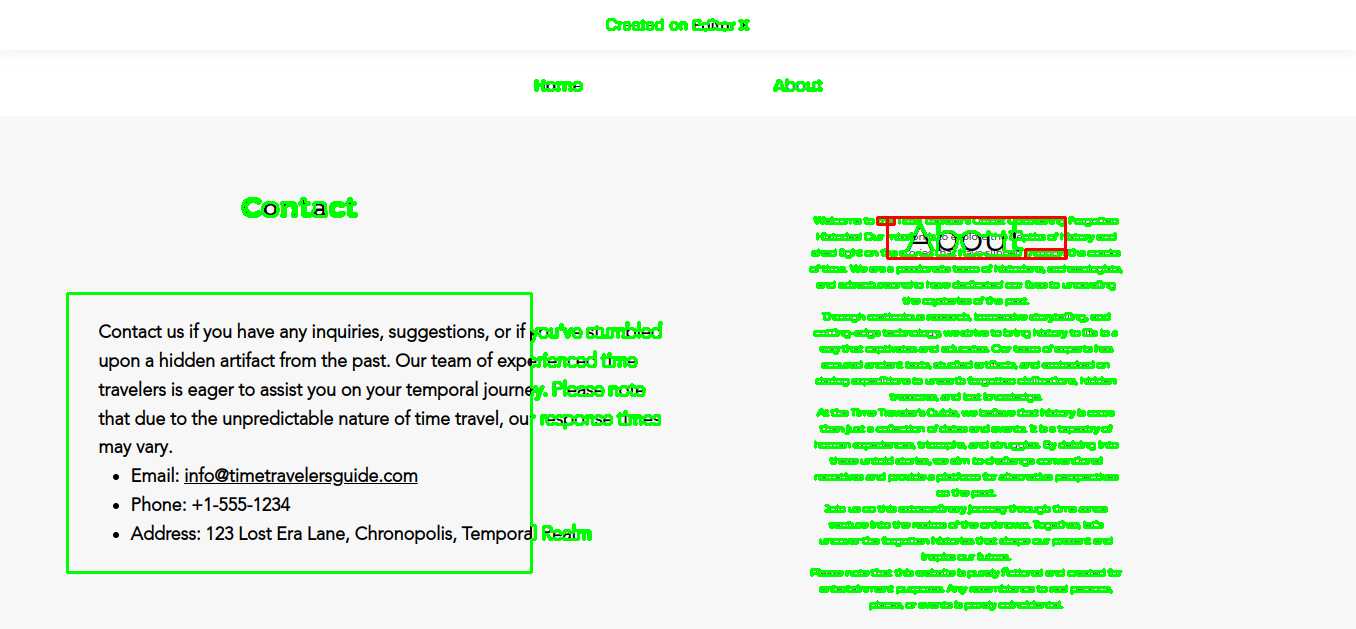 Created on Editor X
Home
About
Contact
Contact us if you have any inquiries, suggestions, or if you've stumbled
upon a hidden artifact from the past. Our team of experienced time
travelers is eager to assist you on your temporal journey. Please note
that due to the unpredictable nature of time travel, our response times
may vary.
Email: info@timetravelersguide.com
Phone: +1-555-1234
Address: 123 Lost Era Lane, Chronopolis, Temporal Realm
About
Welcome to Forgotten
Histories! Our to explore the of history and
shed light on the stories that have the cracks
of time. We are a passionate team of historians, archaeologists,
and adventurers who have dedicated our lives to unraveling
the mysteries of the past.
Through meticulous research, immersive storytelling, and
cutting-edge technology, we strive to bring history to life in a
way that captivates and educates. Our team of experts has
scoured ancient texts, studied artifacts, and embarked on
daring expeditions to unearth forgotten civilizations, hidden
treasures, and lost knowledge.
At the Time Traveler's Guide, we believe that history is more
than just a collection of dates and events. It is a tapestry of
human experiences, triumphs, and struggles. By delving into
these untold stories, we aim to challenge conventional
narratives and provide a platform for alternative perspectives
on the past.
Join us on this extraordinary journey through time as we
venture into the realms of the unknown. Together, let's
uncover the forgotten histories that shape our present and
inspire our future.
Please note that this website is purely fictional and created for
entertainment purposes. Any resemblance to real persons,
places, or events is purely coincidental.